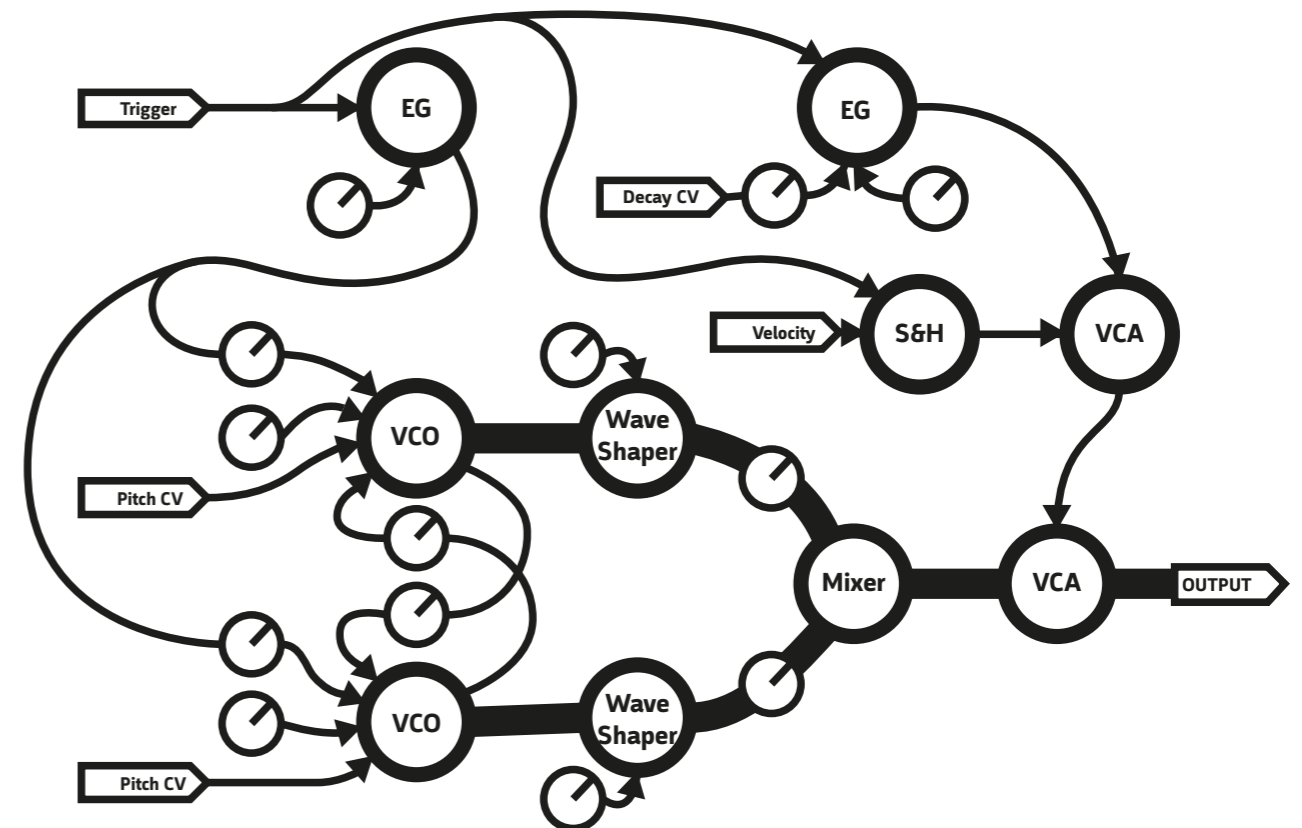 Trigger
EG
EG
Decay CV
Velocity
S&H
VCA
VCO
Wave
Shaper
Pitch CV
Mixer
VCA
OUTPUT
VCO
Wave
Shaper
Pitch CV